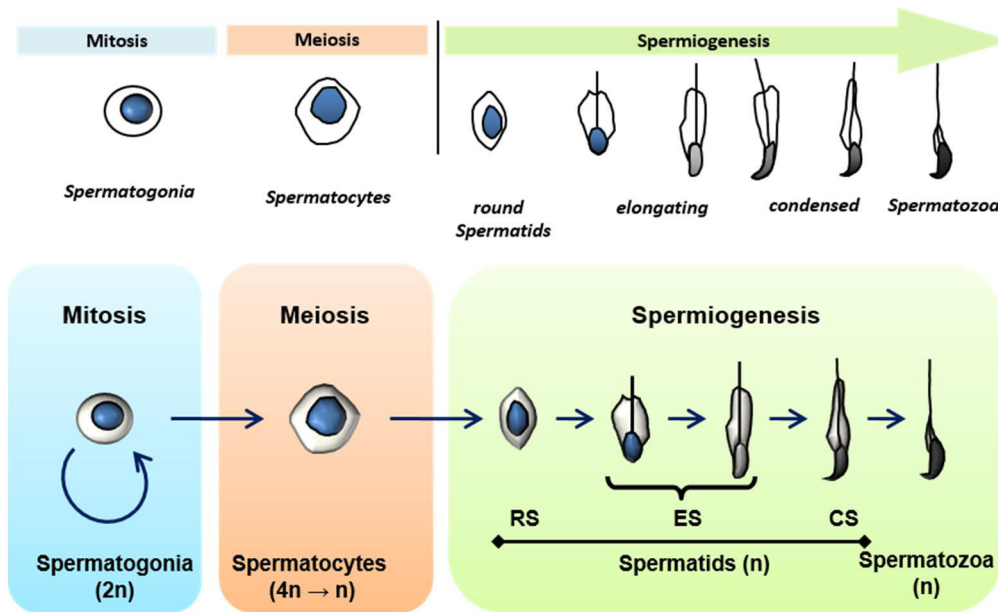 Mitosis
Meiosis
Spermiogenesis
Spermatogonia
Spermatocytes
round
Spermatids
elongating
condensed
Spermatozoa
Mitosis
Meiosis
Spermiogenesis
RS
ES
CS
Spermatogonia
(2n)
Spermatocytes
(4n → n)
Spermatids (n)
Spermatozoa
(n)